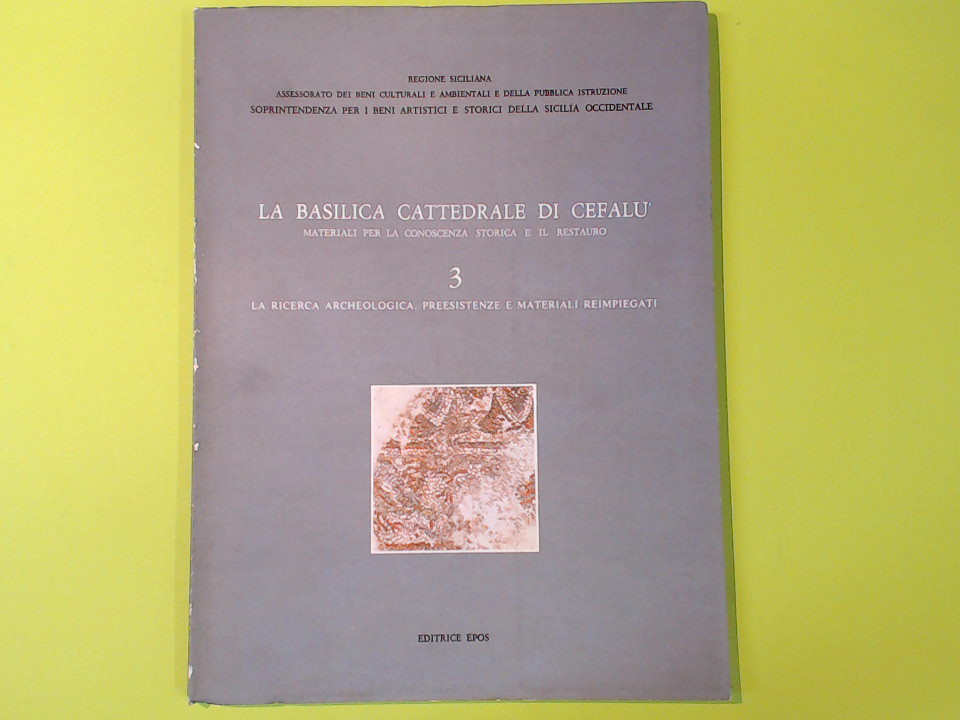 REGIONE SICILIANA
ASSESSORATO DEI BENI CULTURALI E AMBIENTALI E DELLA PUBBLICA ISTRUZIONE
SOPRINTENDENZA PER I BENI ARTISTICI E STORICI DELLA SICILIA OCCIDENTALE
LA BASILICA CATTEDRALE DI CEFALU'
MATERIALI PER LA CONOSCENZA STORICA E IL RESTAURO
3
LA RICERCA ARCHEOLOGICA. PREESISTENZE E MATERIALI REIMPIEGATI
EDITRICE EPOS